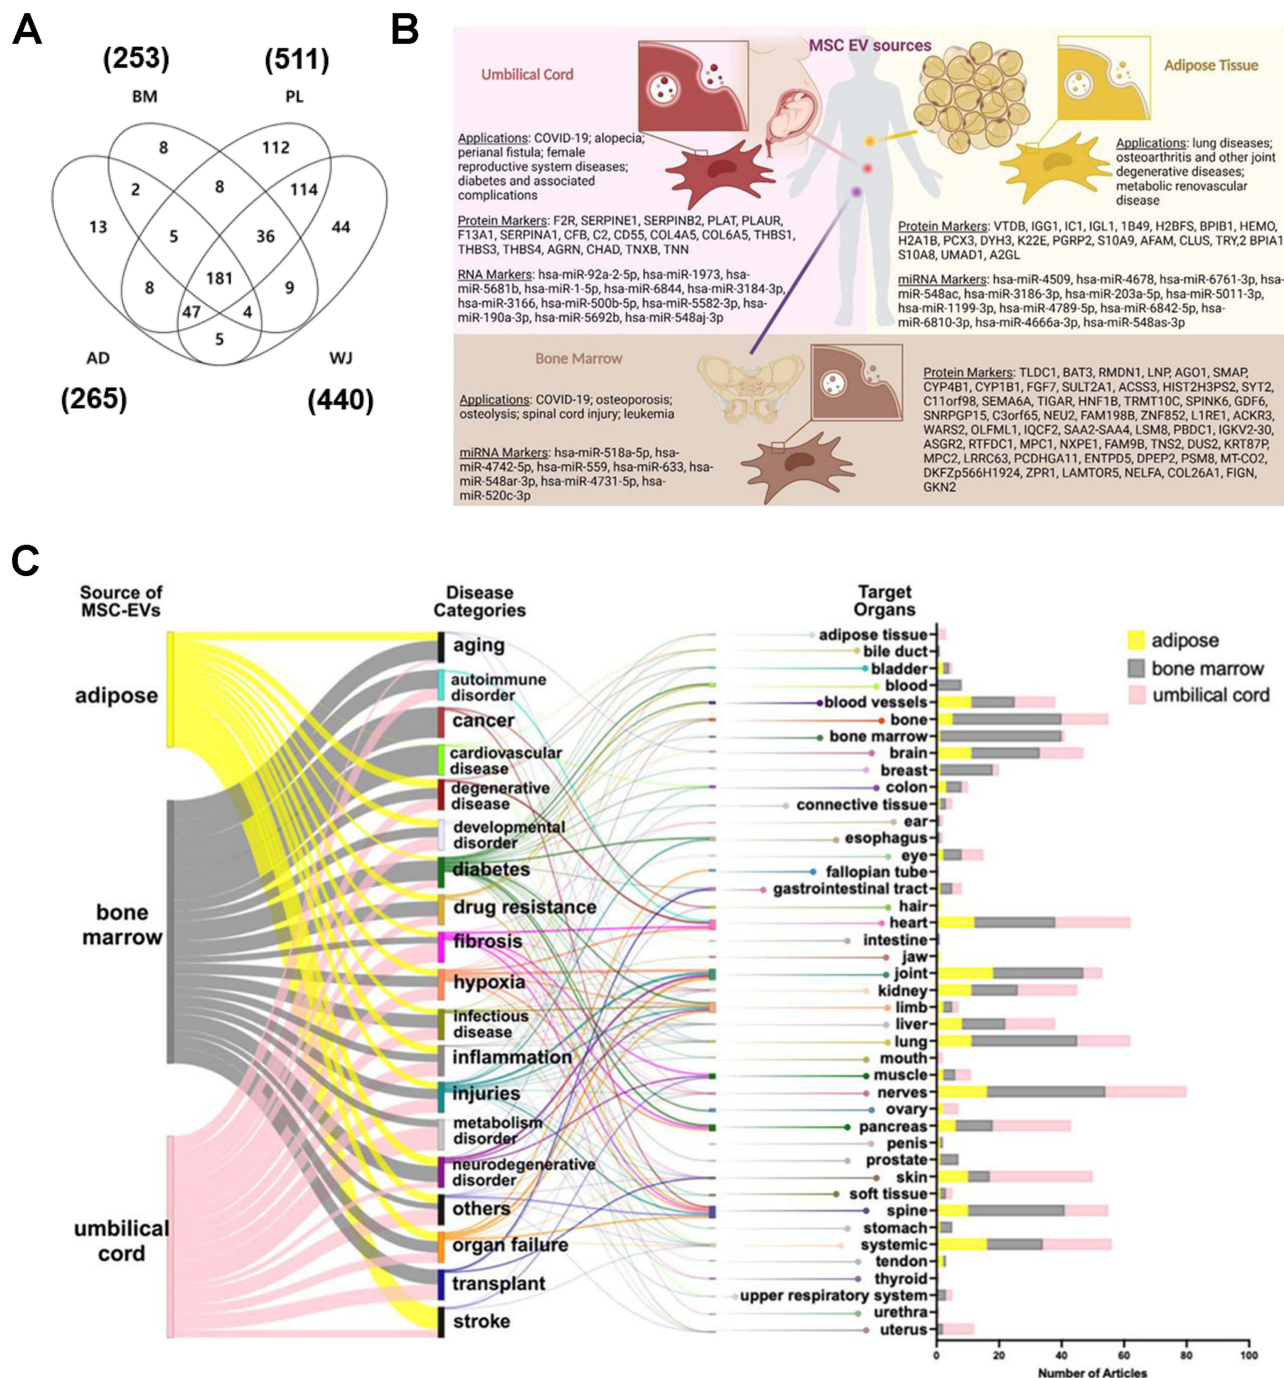 A
(253)
(511)
BM
PL
8
112
2
8
114
13
5
36
44
181
8
9
47
4
5
AD
WJ
(265)
(440)
B
MSC EV sources
Umbilical Cord
Applications: COVID-19; alopecia;
perianal fistula; female
reproductive system diseases;
diabetes and associated
complications
Protein Markers: F2R, SERPINE1, SERPINB2, PLAT, PLAUR,
F13A1, SERPINA1, CFB, C2, CD55, COL4A5, COL6A5, THBS1,
THBS3, THBS4, AGRN, CHAD, TNXB, TNN
RNA Markers: hsa-miR-92a-2-5p, hsa-miR-1973, hsa-
miR-5681b, hsa-miR-1-5p, hsa-miR-6844, hsa-miR-3184-3p,
hsa-miR-3166, hsa-miR-500b-5p, hsa-miR-5582-3p, hsa-
miR-190a-3p, hsa-miR-5692b, hsa-miR-548aj-3p
Adipose Tissue
Applications: lung diseases;
osteoarthritis and other joint
degenerative diseases;
metabolic renovascular
disease
Protein Markers: VTDB, IGG1, IC1, IGL1, 1B49, H2BFS, BPIB1, HEMO,
H2A1B, PCX3, DYH3, K22E, PGRP2, S10A9, AFAM, CLUS, TRY,2 BPIA1
S10A8, UMAD1, A2GL
miRNA Markers: hsa-miR-4509, hsa-miR-4678, hsa-miR-6761-3p, hsa-
miR-548ac, hsa-miR-3186-3p, hsa-miR-203a-5p, hsa-miR-5011-3p,
hsa-miR-1199-3p, hsa-miR-4789-5p, hsa-miR-6842-5p, hsa-
miR-6810-3p, hsa-miR-4666a-3p, hsa-miR-548as-3p
Bone Marrow
Applications: COVID-19; osteoporosis;
osteolysis; spinal cord injury; leukemia
miRNA Markers: hsa-miR-518a-5p, hsa-
miR-4742-5p, hsa-miR-559, hsa-miR-633, hsa-
miR-548ar-3p, hsa-miR-4731-5p, hsa-
miR-520c-3p
Protein Markers: TLDC1, BAT3, RMDN1, LNP, AGO1, SMAP,
CYP4B1, CYP1B1, FGF7, SULT2A1, ACSS3, HIST2H3PS2, SYT2,
C11orf98, SEMA6A, TIGAR, HNF1B, TRMT10C, SPINK6, GDF6,
SNRPGP15, C3orf65, NEU2, FAM198B, ZNF852, L1RE1, ACKR3,
WARS2, OLFML1, IQCF2, SAA2-SAA4, LSM8, PBDC1, IGKV2-30,
ASGR2, RTFDC1, MPC1, NXPE1, FAM9B, TNS2, DUS2, KRT87P,
MPC2, LRRC63, PCDHGA11, ENTPD5, DPEP2, PSM8, MT-CO2,
DKFZp566H1924, ZPR1, LAMTOR5, NELFA, COL26A1, FIGN,
GKN2
C
Source of
MSC-EVs
adipose
bone
marrow
umbilical
cord
Disease
Categories
aging
autoimmune
disorder
cancer
cardiovascular
disease
degenerative
disease
developmental
disorder
diabetes
drug resistance
fibrosis
hypoxia
infectious
disease
inflammation
injuries
metabolism
disorder
neurodegenerative
disorder
others
organ failure
transplant
stroke
Target
Organs
adipose tissue
bile duct
bladder
blood
blood vessels
bone
bone marrow
brain
breast
colon
connective tissue
ear
esophagus
eye
fallopian tube
gastrointestinal tract
hair
heart
intestine
jaw
joint
kidney
limb
liver
lung
mouth
muscle
nerves
ovary
pancreas
penis
prostate
skin
soft tissue
spine
stomach
systemic
tendon
thyroid
upper respiratory system
urethra
uterus
adipose
bone marrow
umbilical cord
0
20
40
60
80
100
Number of Articles